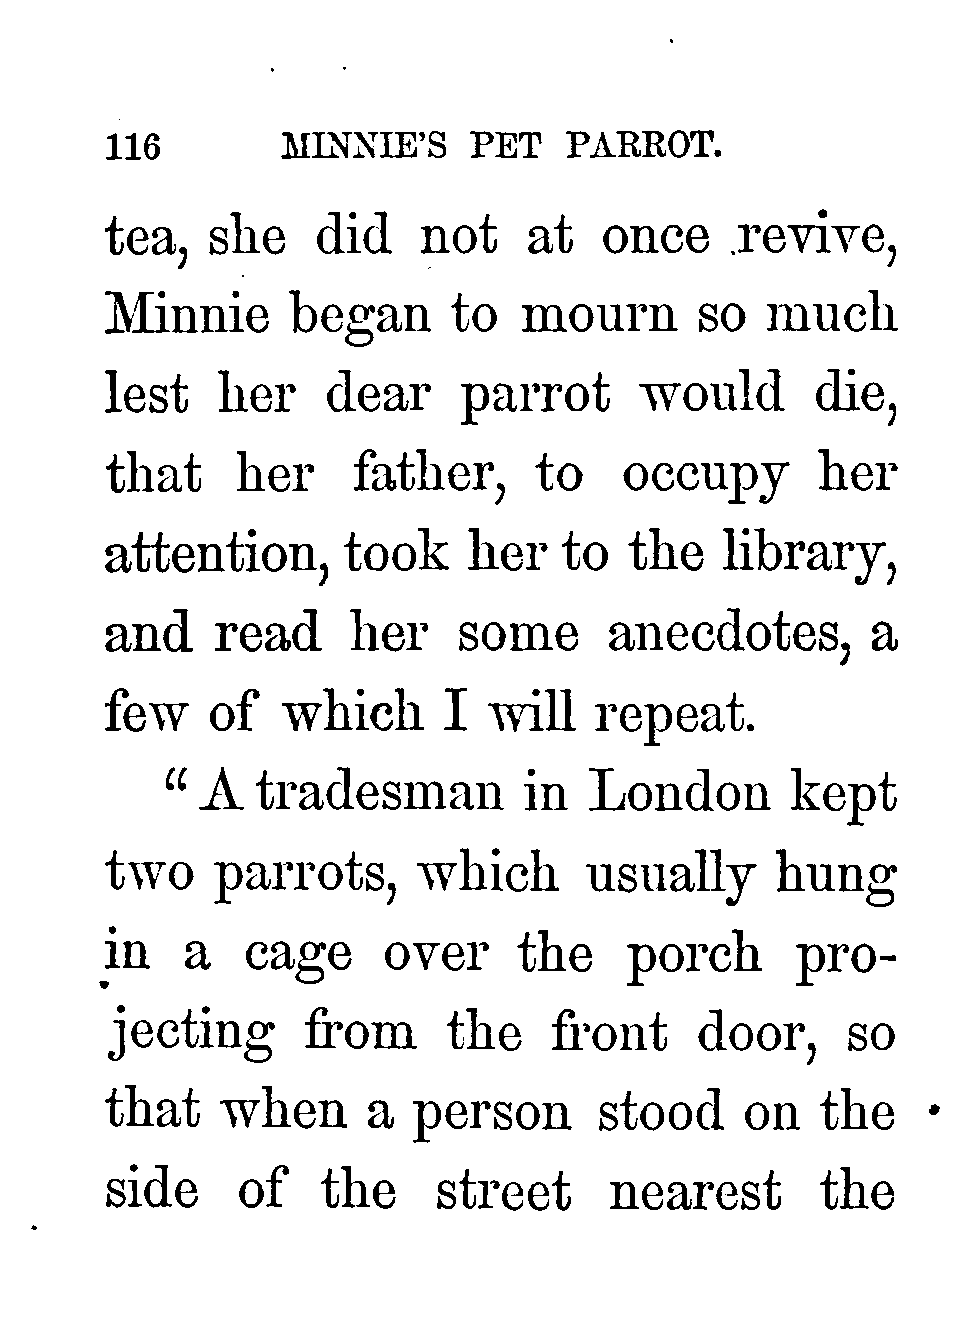 116 MINNIE'S PET PARROT.
tea, she did not at once revive,
Minnie began to mourn so much
lest her dear parrot would die,
that her father, to occupy her
attention, took her to the library,
and read her some anecdotes, a
few of which I will repeat.
“A tradesman in London kept
two parrots, which usually hung
in a cage over the porch pro-
jecting from the front door, so
that when a person stood on the
side of the street nearest the